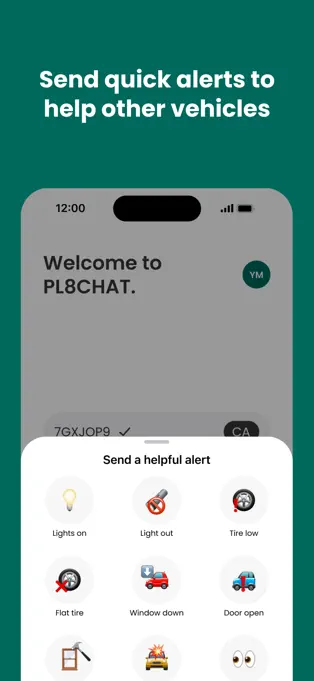 Send quick alerts to
help other vehicles
12:00
Welcome to
PL8CHAT.
YM
7GXJOP9
CA
Send a helpful alert
Lights on
Light out
Tire low
Flat tire
Window down
Door open